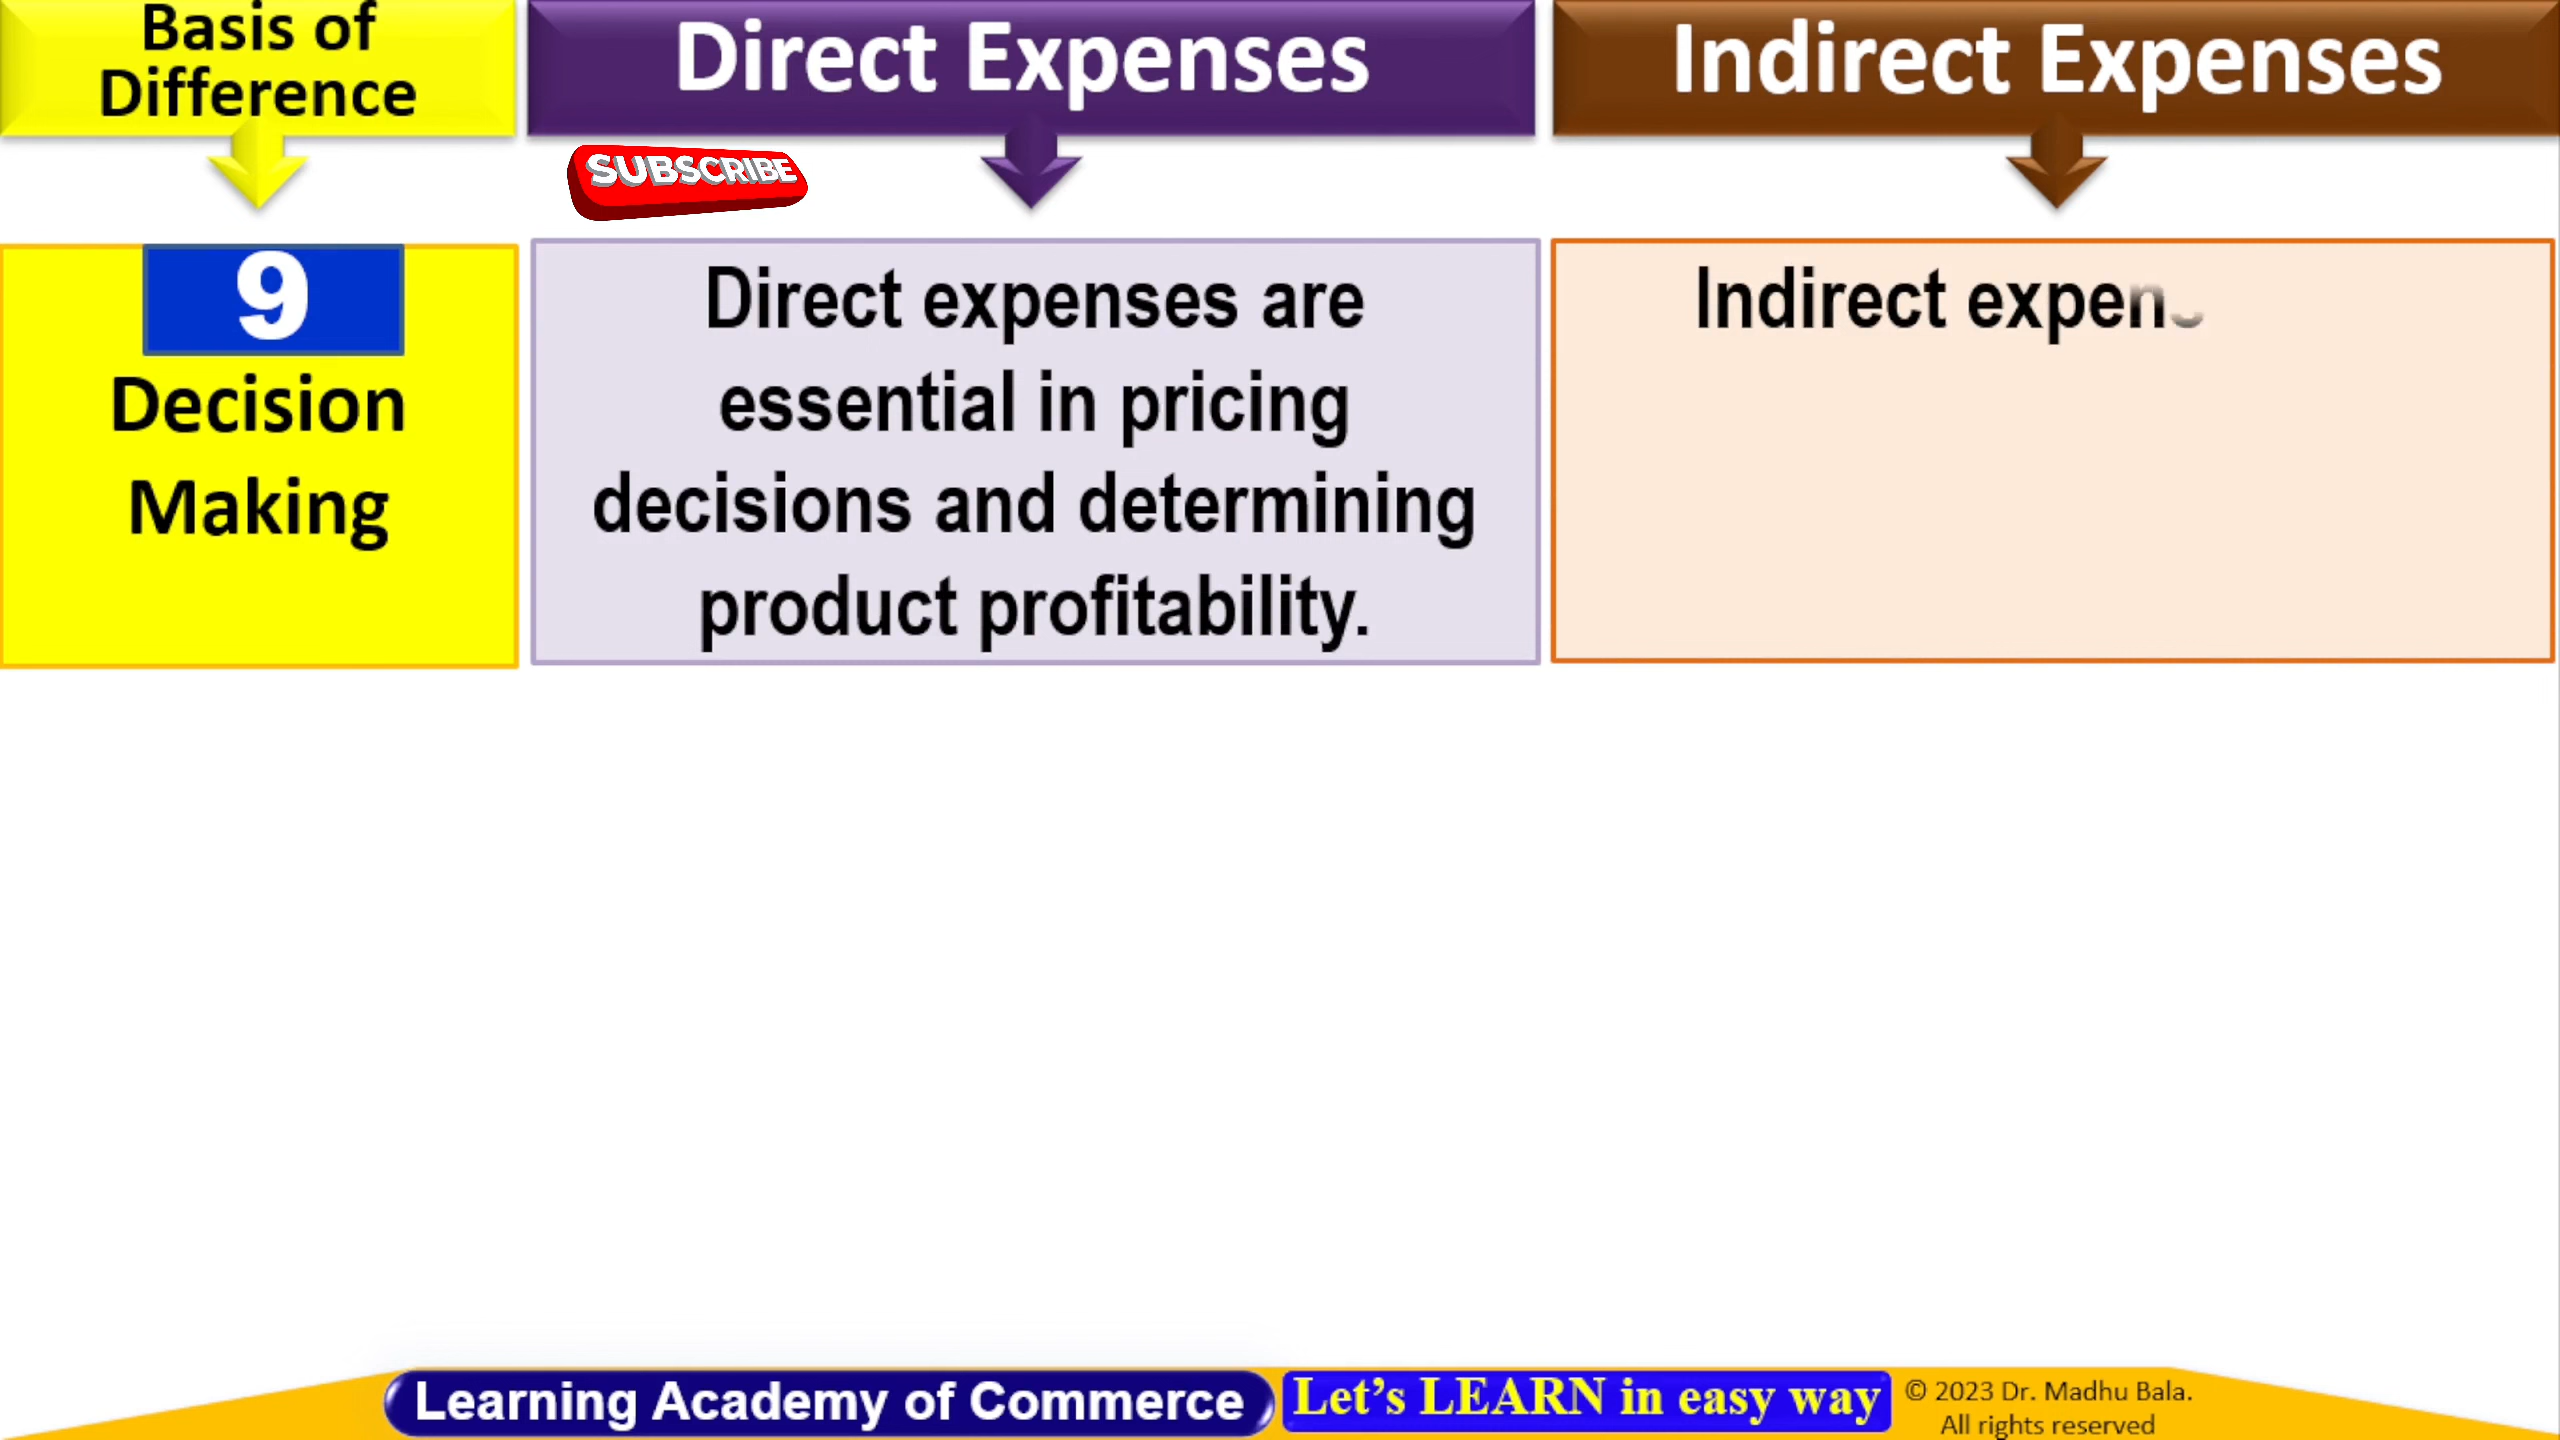 Basis of
Difference
Direct Expenses
Indirect Expenses
SUBSCRIBE
9
Decision
Making
Direct expenses are
essential in pricing
decisions and determining
product profitability.
Indirect
Learning Academy of Commerce
Let's LEARN in easy way
© 2023 Dr. Madhu Bala.
All rights reserved